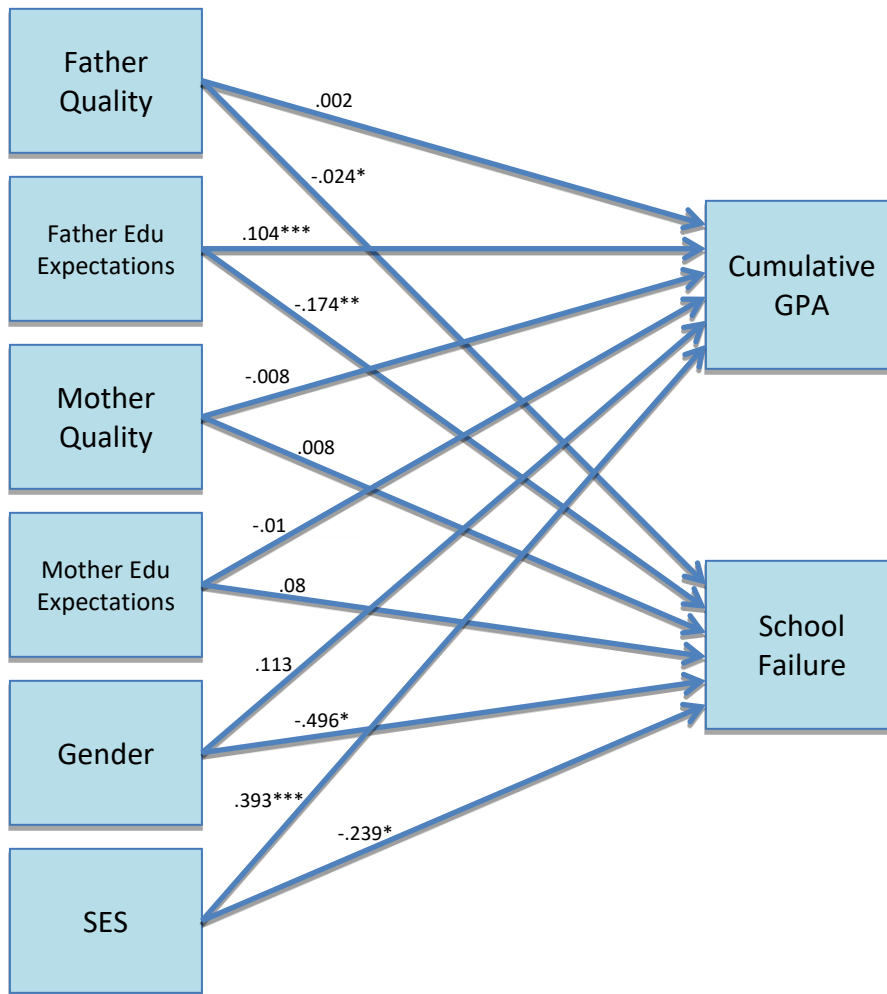 Father
Quality
.002
-.024*
Father Edu
Expectations
.104***
-.174**
Cumulative
GPA
Mother
Quality
-.008
.008
Mother Edu
Expectations
-.01
.08
School
Failure
Gender
.113
-.496*
SES
.393***
-.239*